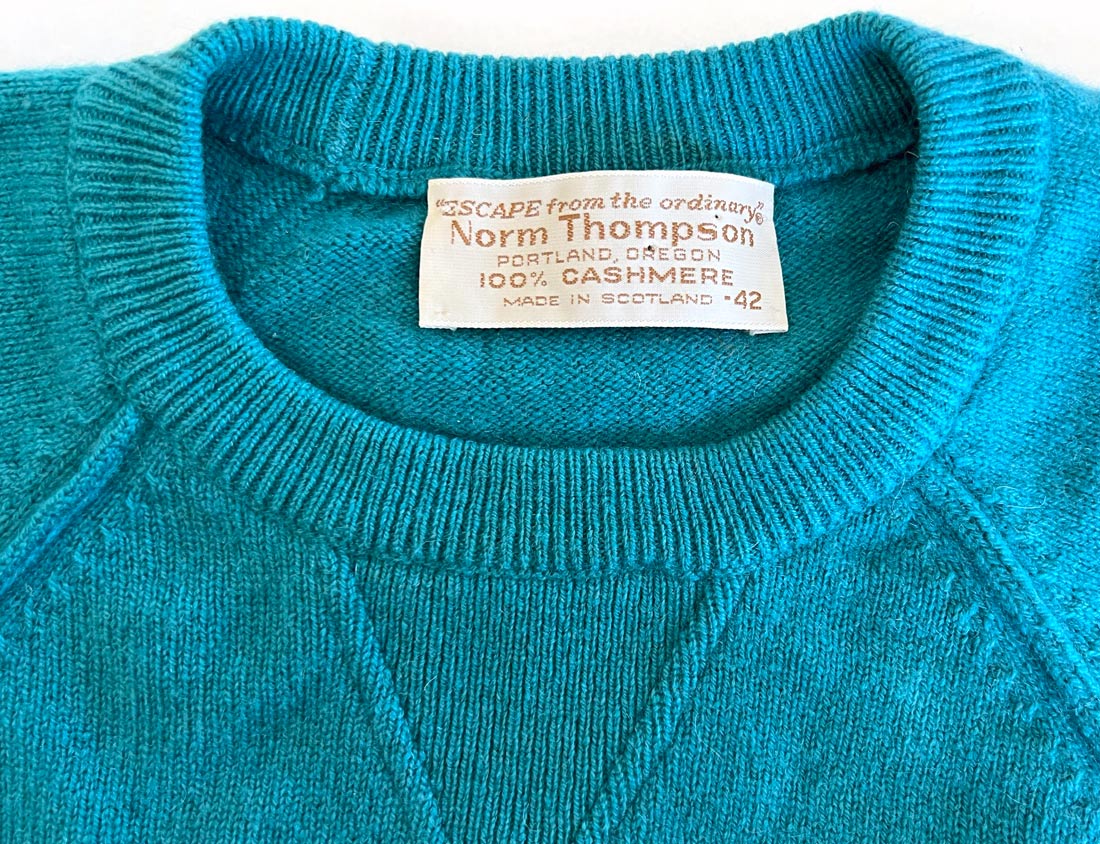 "ESCAPE from the ordinary"®
Norm Thompson
PORTLAND, OREGON
100% CASHMERE
MADE IN SCOTLAND -42